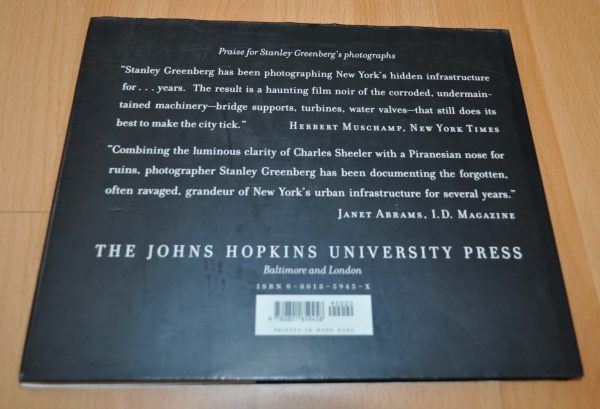 Praise for Stanley Greenberg's photographs
"Stanley Greenberg has been photographing New York's hidden infrastructure
for . . . years. The result is a haunting film noir of the corroded, undermain-
tained machinery—bridge supports, turbines, water valves—that still does its
best to make the city tick." Herbert Muschamp, New York Times
"Combining the luminous clarity of Charles Sheeler with a Piranesian nose for
ruins, photographer Stanley Greenberg has been documenting the forgotten,
often ravaged, grandeur of New York's urban infrastructure for several years."
Janet Abrams, I.D. Magazine
THE JOHNS HOPKINS UNIVERSITY PRESS
Baltimore and London
ISBN 0-8018-5945-X
90000
9 780801 859458
PRINTED IN HONG KONG